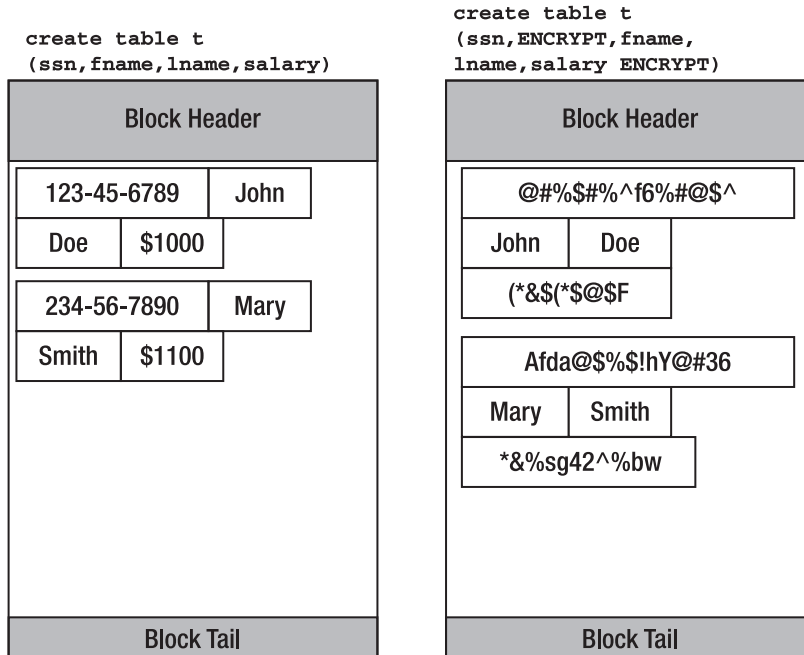 create table t
(ssn,fname,lname,salary)
Block Header
123-45-6789 John
Doe $1000
234-56-7890 Mary
Smith $1100
Block Tail
create table t
(ssn,ENCRYPT,fname,
lname,salary ENCRYPT)
Block Header
@#%$#%^f6%#@$^
John Doe
(*&$(*$@$F
Afda@$%$!hY@#36
Mary Smith
*&%sg42^%bw
Block Tail